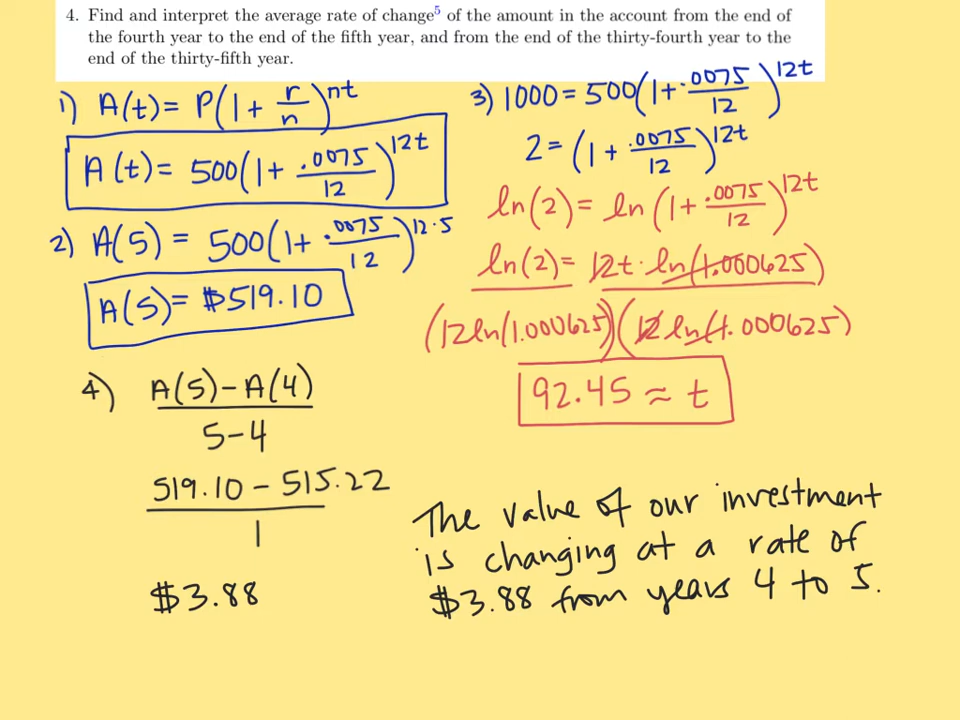 4. Find and interpret the average rate of change⁵ of the amount in the account from the end of
the fourth year to the end of the fifth year, and from the end of the thirty-fourth year to the
end of the thirty-fifth year.
1) A(t) = P(1 + r/n)^nt
A(t) = 500(1 + .0075/12)^12t
2) A(5) = 500(1 + .0075/12)^12·5
A(5) = $519.10
3) 1000 = 500(1 + .0075/12)^12t
2 = (1 + .0075/12)^12t
ln(2) = ln(1 + .0075/12)^12t
ln(2) = 12t · ln(1.000625)
(12ln(1.000625)) (12ln(1.000625)
92.45 ≈ t
4) A(5) - A(4)
5 - 4
519.10 - 515.22
1
$3.88
The value of our investment
is changing at a rate of
$3.88 from years 4 to 5.